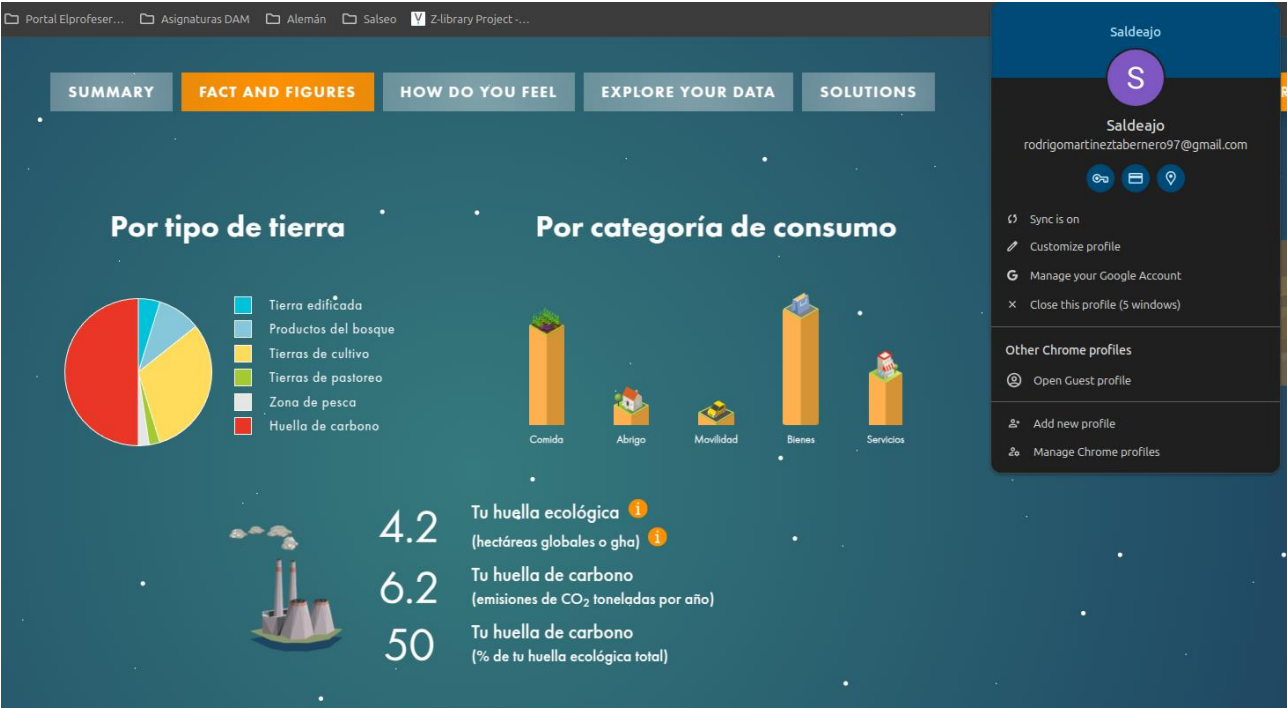 Portal Elprofeser...
Asignaturas DAM
Alemán
Salseo
Z-library Project -...
SUMMARY
FACT AND FIGURES
HOW DO YOU FEEL
EXPLORE YOUR DATA
SOLUTIONS
Por tipo de tierra
Tierra edificada
Productos del bosque
Tierras de cultivo
Tierras de pastoreo
Zona de pesca
Huella de carbono
Por categoría de consumo
Comida
Abrigo
Movilidad
Bienes
Servicios
4.2
Tu huella ecológica i
(hectáreas globales o gha) i
6.2
Tu huella de carbono
(emisiones de CO₂ toneladas por año)
50
Tu huella de carbono
(% de tu huella ecológica total)
Saldeajo
S
Saldeajo
rodrigomartineztabernero97@gmail.com
Sync is on
Customize profile
G Manage your Google Account
Close this profile (5 windows)
Other Chrome profiles
Open Guest profile
Add new profile
Manage Chrome profiles